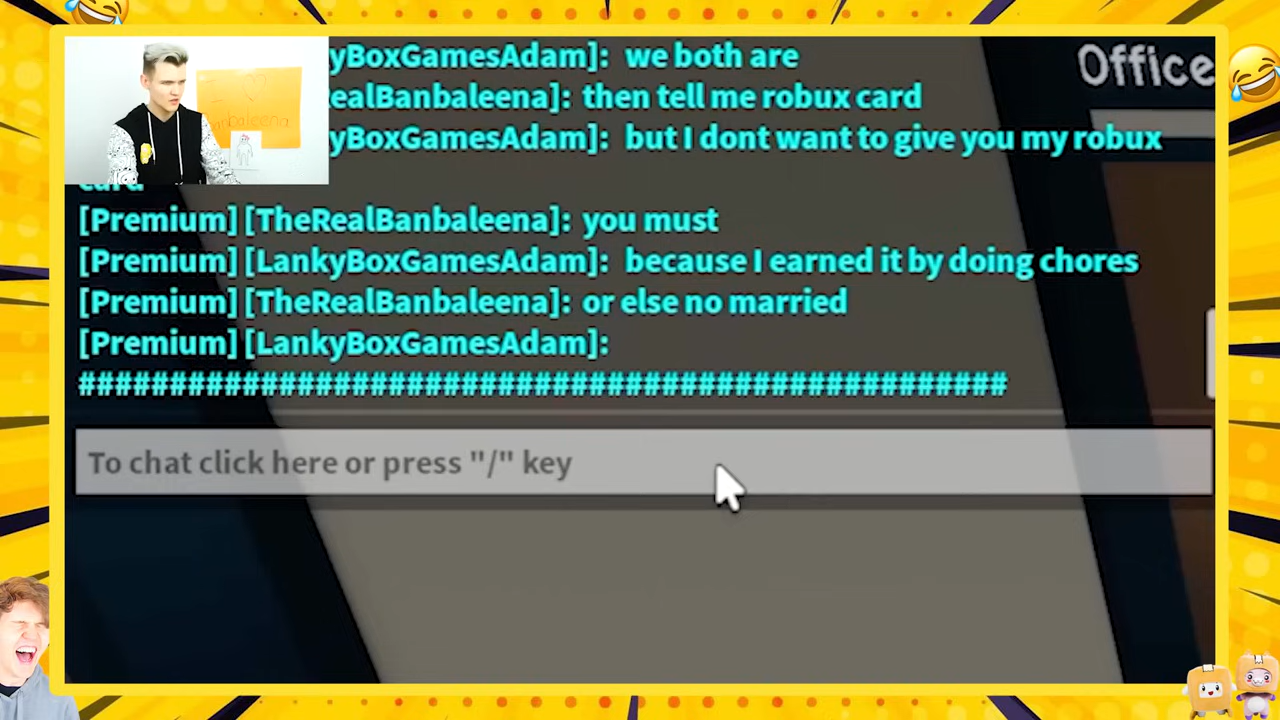 Office
yBoxGamesAdam]: we both are
ealBanbaleena]: then tell me robux card
yBoxGamesAdam]: but I dont want to give you my robux
card
[Premium] [TheRealBanbaleena]: you must
[Premium] [LankyBoxGamesAdam]: because I earned it by doing chores
[Premium] [TheRealBanbaleena]: or else no married
[Premium] [LankyBoxGamesAdam]:
###################################################
To chat click here or press "/" key
I ♡
anbaleena